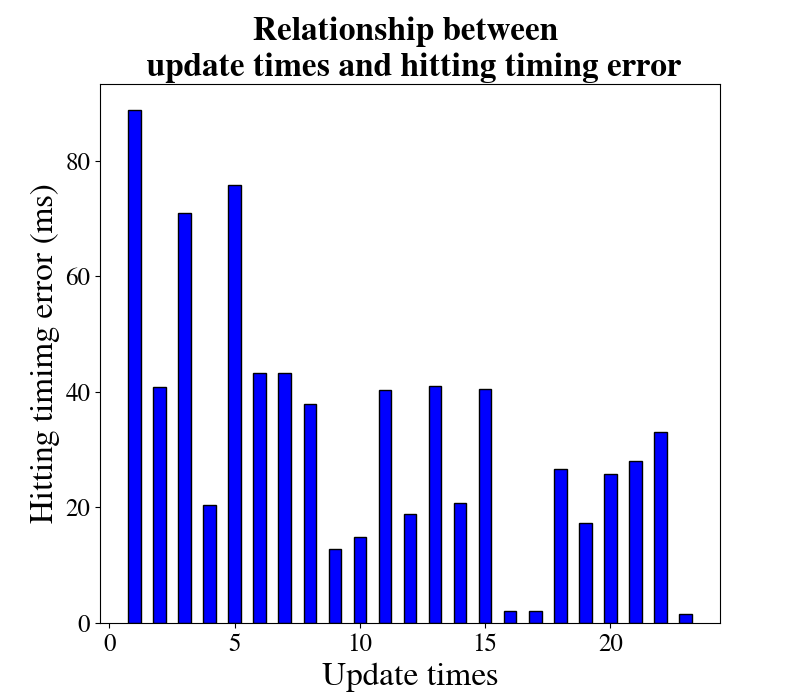 Relationship between
update times and hitting timing error
Hitting timimg error (ms)
80
60
40
20
0
0 5 10 15 20
Update times